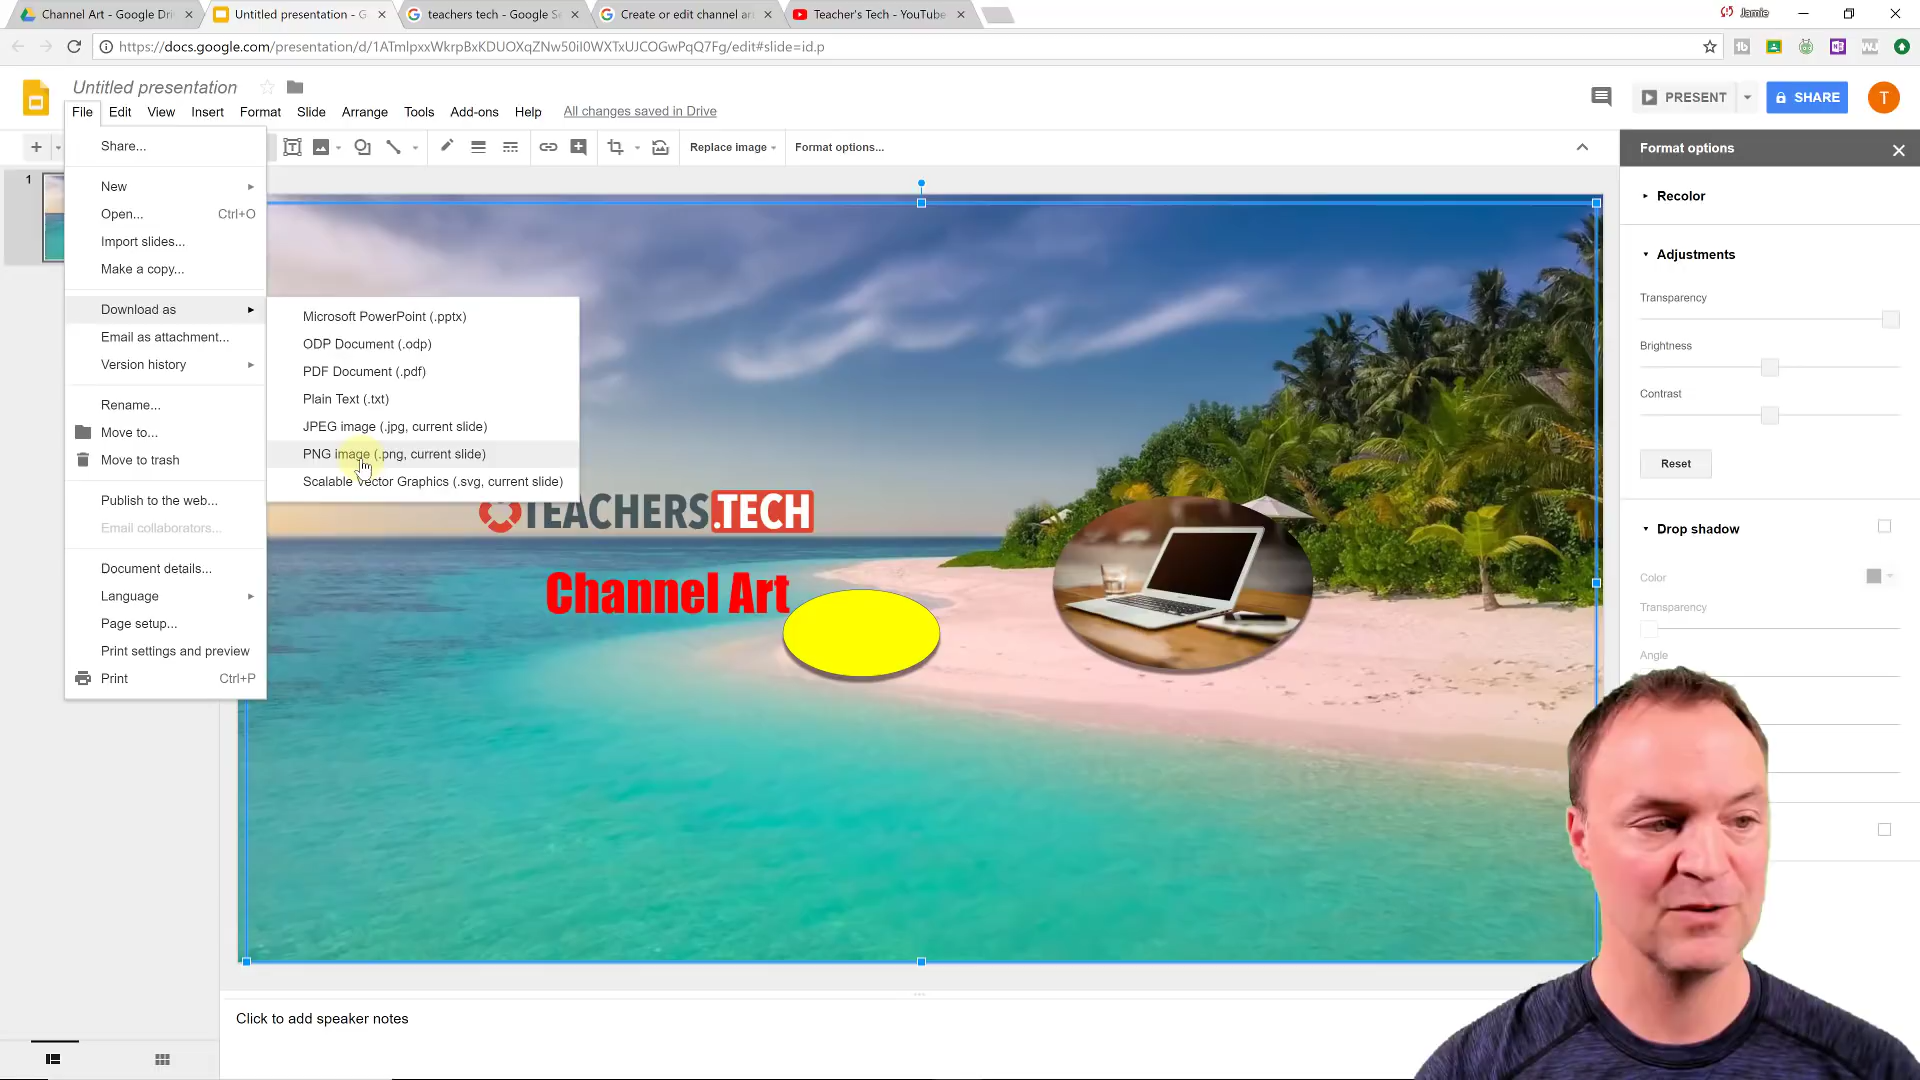 Channel Art - Google Dri
Untitled presentation - G
teachers tech - Google Se
Create or edit channel ar
Teacher's Tech - YouTube
Jamie
https://docs.google.com/presentation/d/1ATmlpxxWkrpBxKDUOXqZNw50iI0WXTxUJCOGwPqQ7Fg/edit#slide=id.p
Untitled presentation
File Edit View Insert Format Slide Arrange Tools Add-ons Help All changes saved in Drive
PRESENT
SHARE
T
Replace image
Format options...
Format options
Share...
New
Open... Ctrl+O
Import slides...
Make a copy...
Download as
Email as attachment...
Version history
Rename...
Move to...
Move to trash
Publish to the web...
Email collaborators...
Document details...
Language
Page setup...
Print settings and preview
Print Ctrl+P
Microsoft PowerPoint (.pptx)
ODP Document (.odp)
PDF Document (.pdf)
Plain Text (.txt)
JPEG image (.jpg, current slide)
PNG image (.png, current slide)
Scalable Vector Graphics (.svg, current slide)
1
TEACHERS.TECH
Channel Art
Recolor
Adjustments
Transparency
Brightness
Contrast
Reset
Drop shadow
Color
Transparency
Angle
Click to add speaker notes